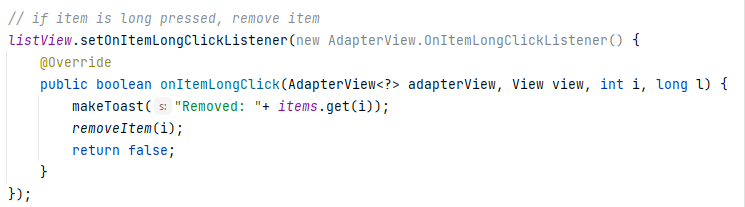 // if item is long pressed, remove item
listView.setOnItemLongClickListener(new AdapterView.OnItemLongClickListener() {
    @Override
    public boolean onItemLongClick(AdapterView<?> adapterView, View view, int i, long l) {
        makeToast( s: "Removed: "+ items.get(i));
        removeItem(i);
        return false;
    }
});